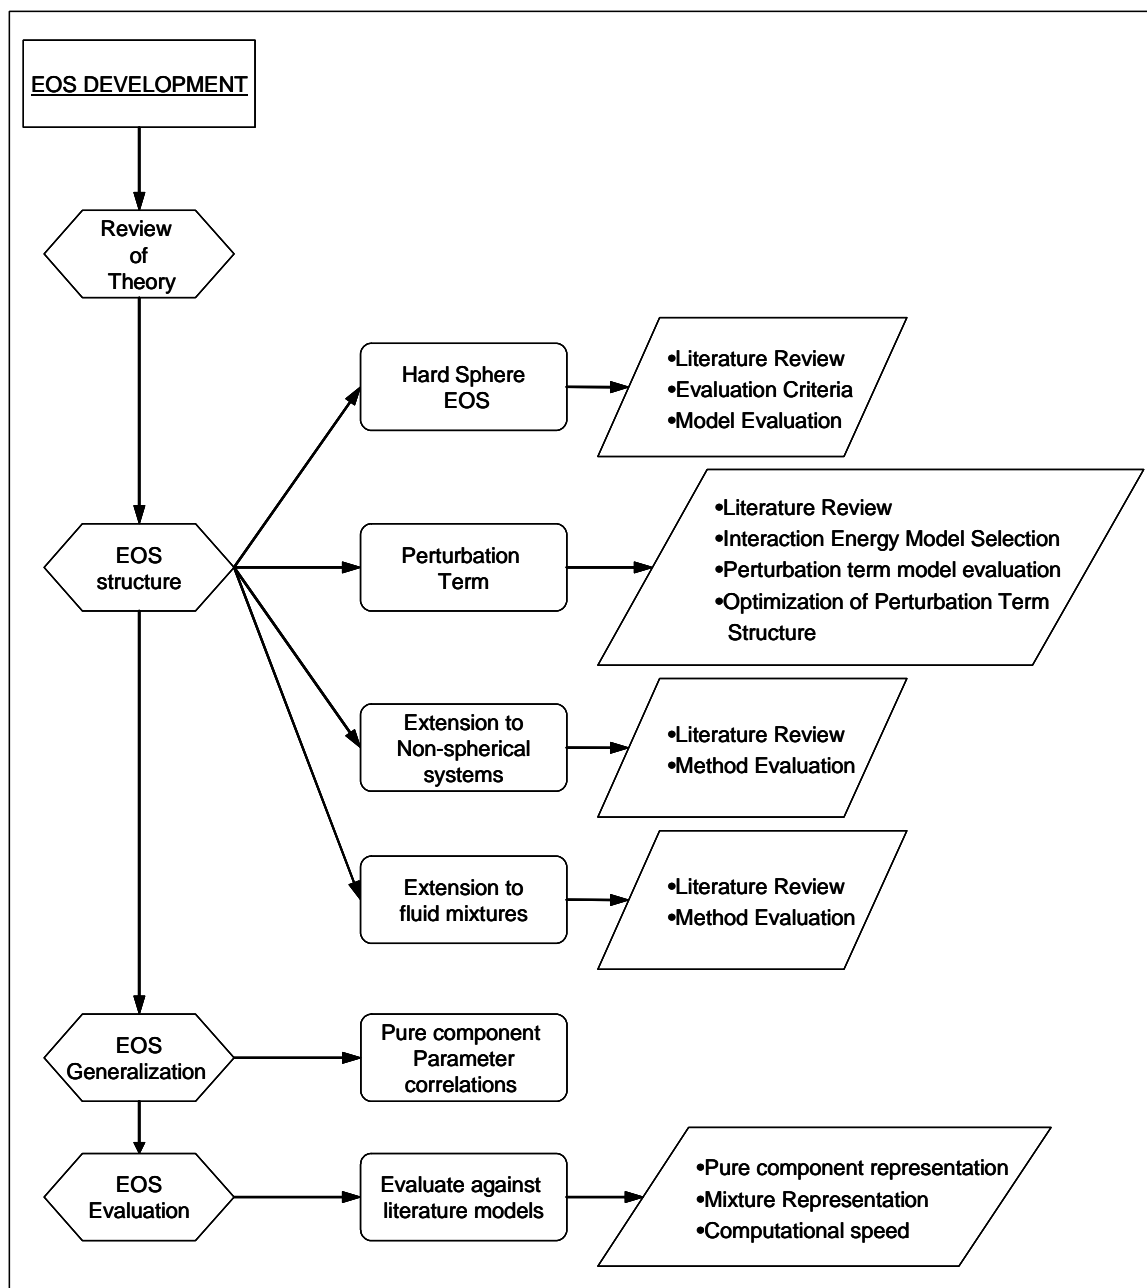 EOS DEVELOPMENT
Review
of
Theory
EOS
structure
Hard Sphere
EOS
•Literature Review
•Evaluation Criteria
•Model Evaluation
Perturbation
Term
•Literature Review
•Interaction Energy Model Selection
•Perturbation term model evaluation
•Optimization of Perturbation Term
Structure
Extension to
Non-spherical
systems
•Literature Review
•Method Evaluation
Extension to
fluid mixtures
•Literature Review
•Method Evaluation
EOS
Generalization
Pure component
Parameter
correlations
EOS
Evaluation
Evaluate against
literature models
•Pure component representation
•Mixture Representation
•Computational speed